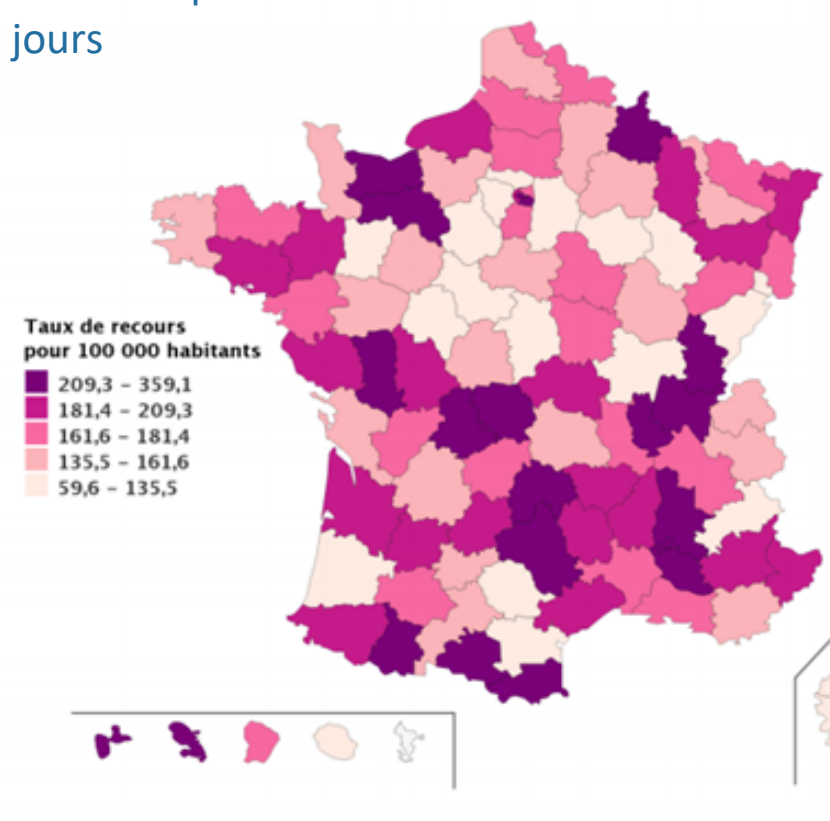 jours
Taux de recours
pour 100 000 habitants
209,3 – 359,1
181,4 – 209,3
161,6 – 181,4
135,5 – 161,6
59,6 – 135,5